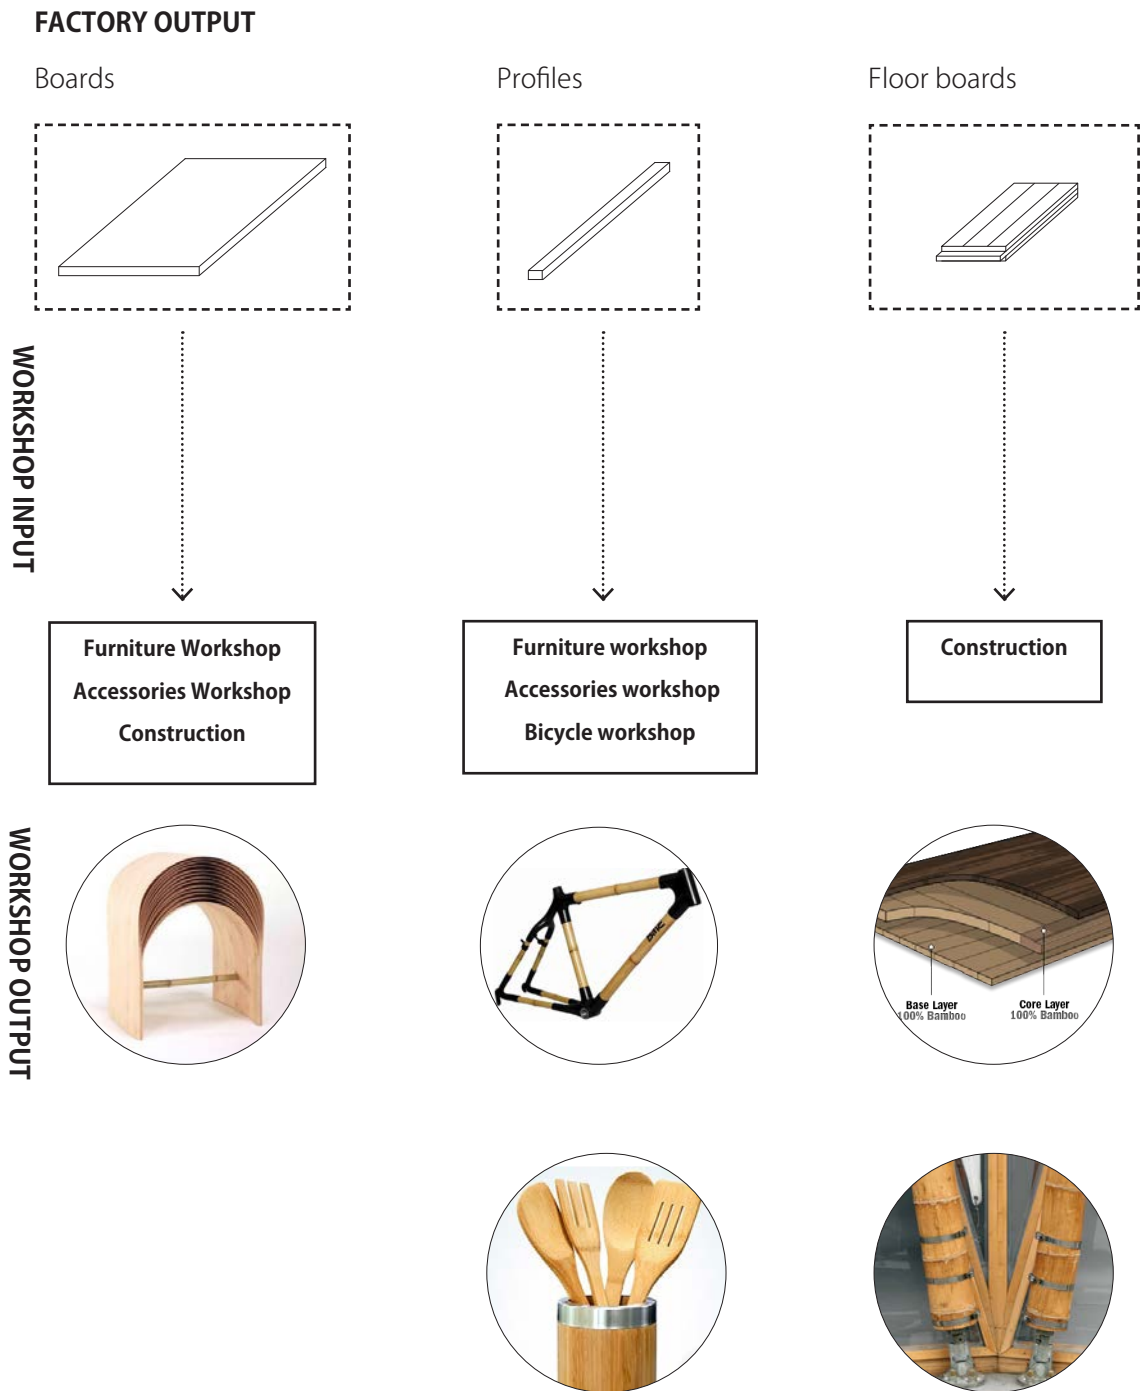 FACTORY OUTPUT
Boards
Profiles
Floor boards
WORKSHOP INPUT
Furniture Workshop
Accessories Workshop
Construction
Furniture workshop
Accessories workshop
Bicycle workshop
Construction
WORKSHOP OUTPUT
Base Layer
100% Bamboo
Core Layer
100% Bamboo